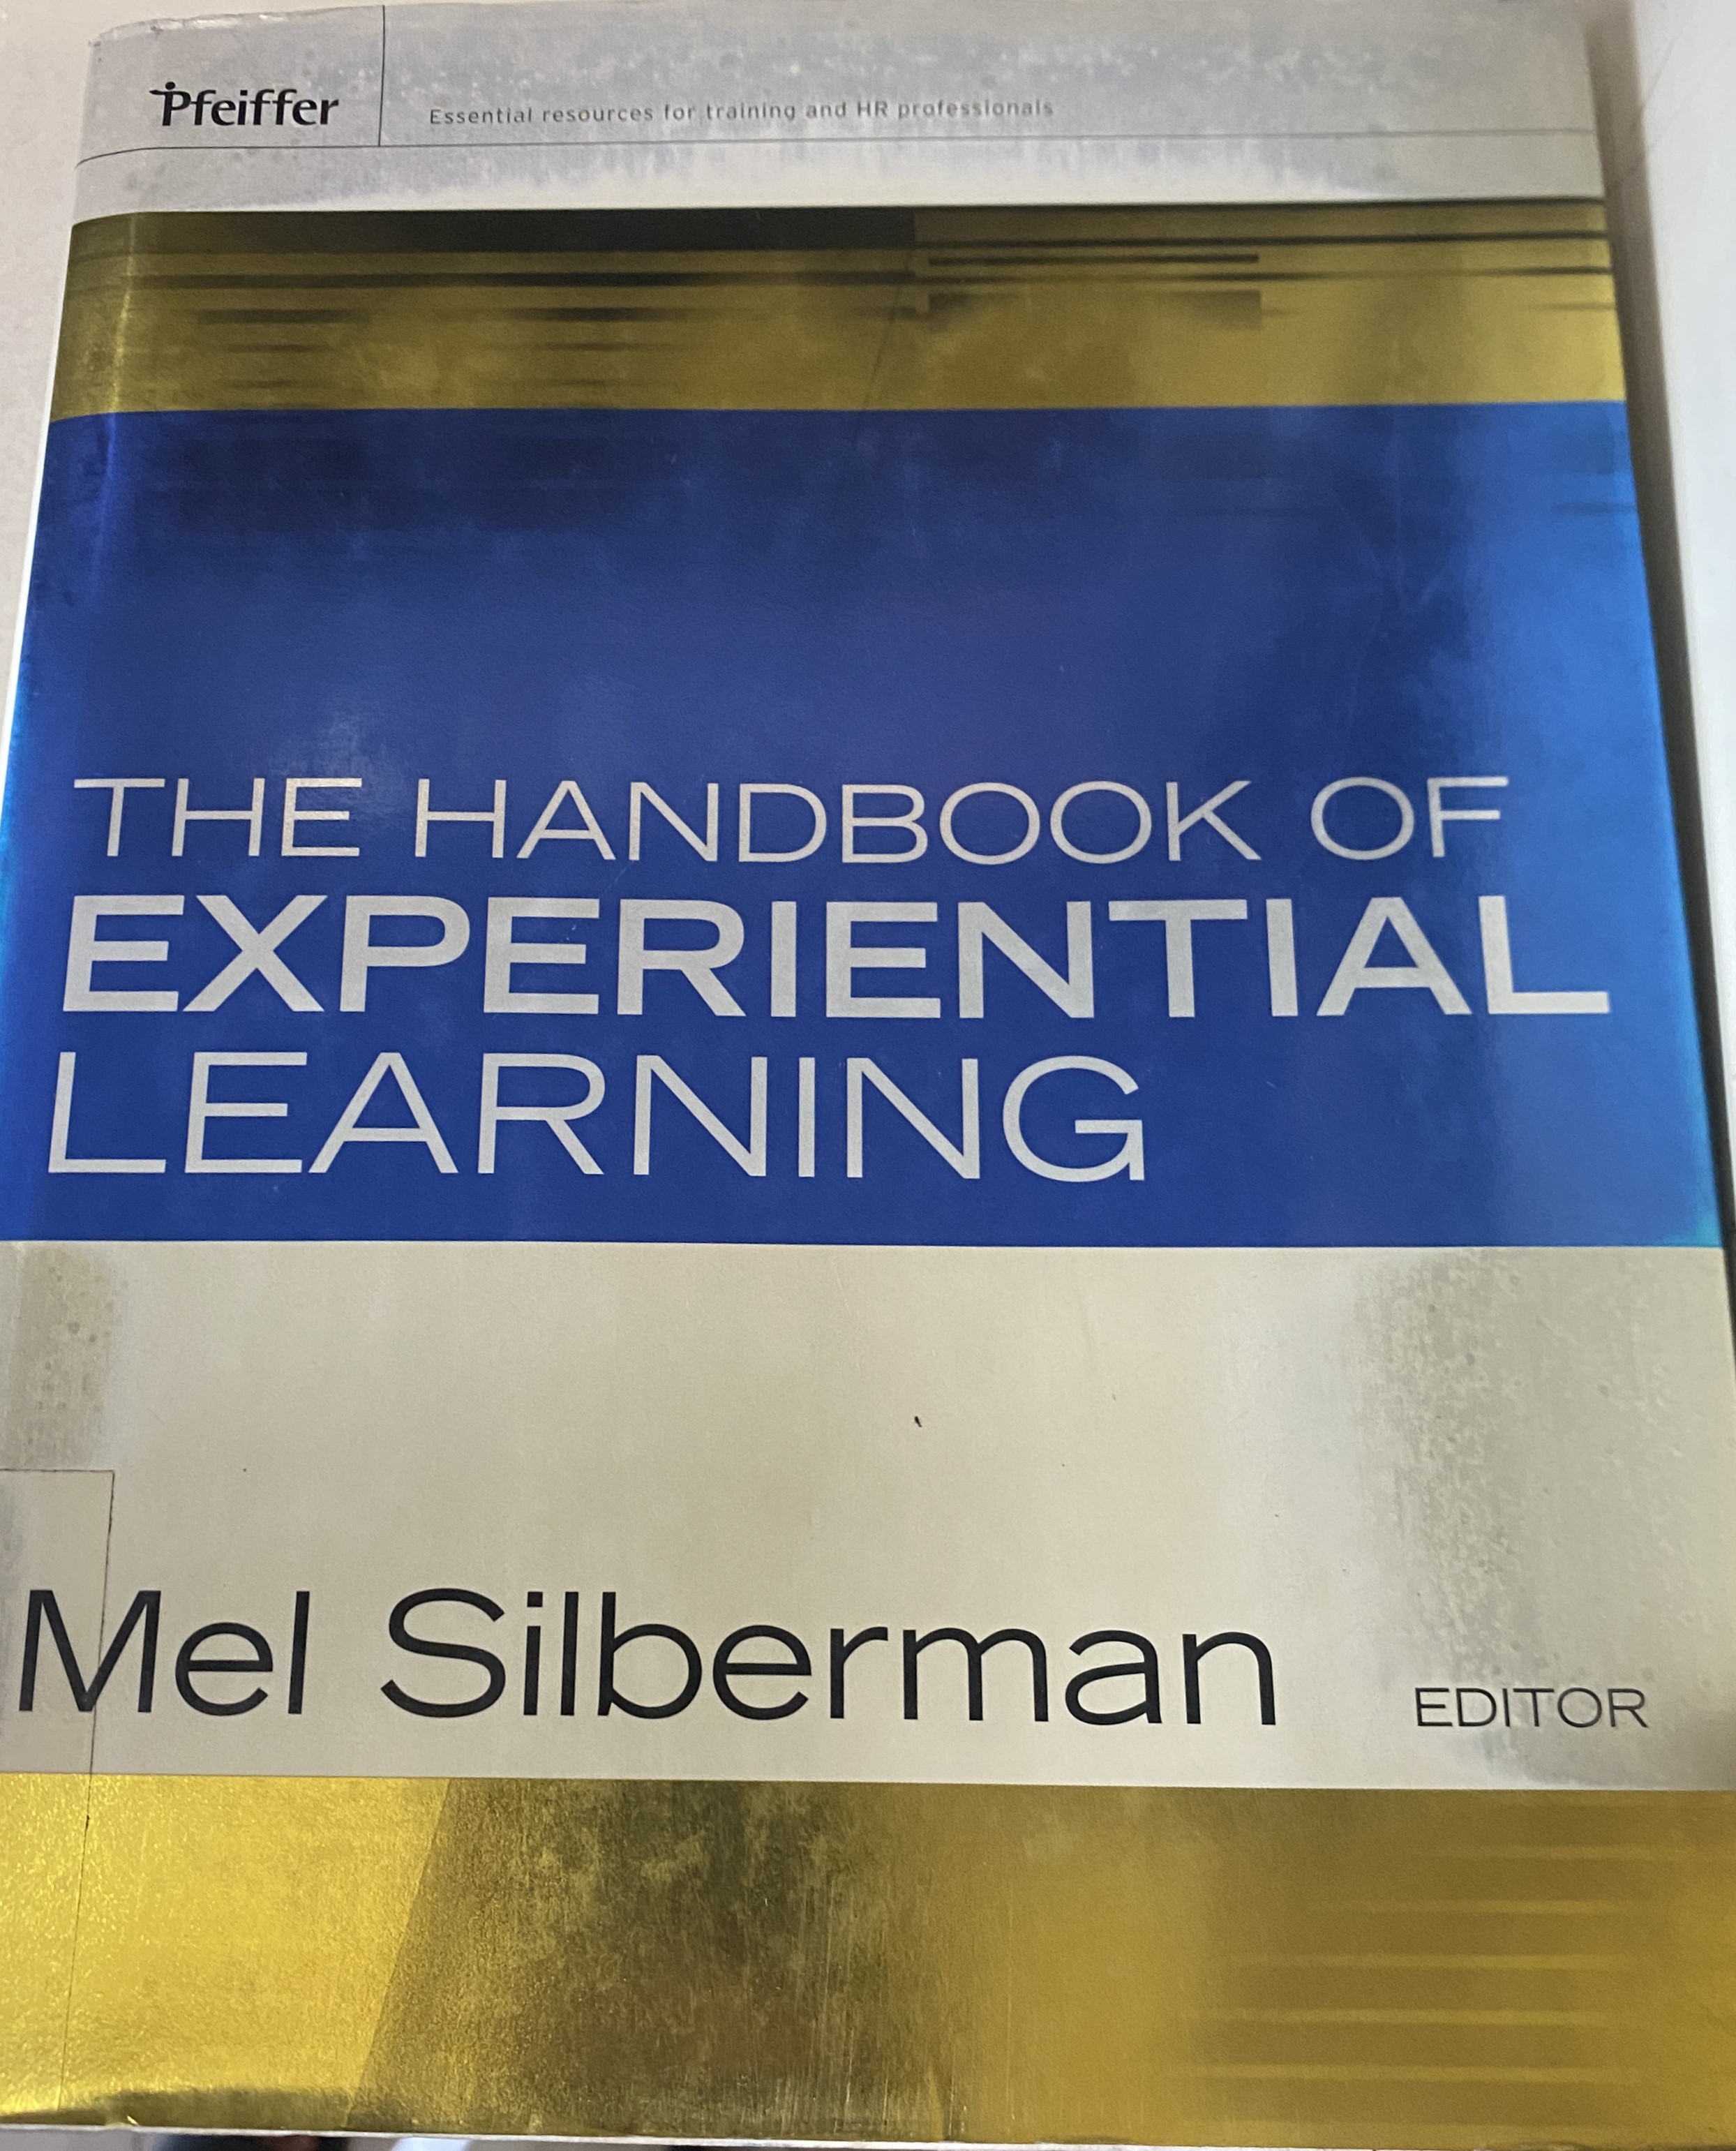 Pfeiffer
Essential resources for training and HR professionals
THE HANDBOOK OF
EXPERIENTIAL
LEARNING
Mel Silberman
EDITOR